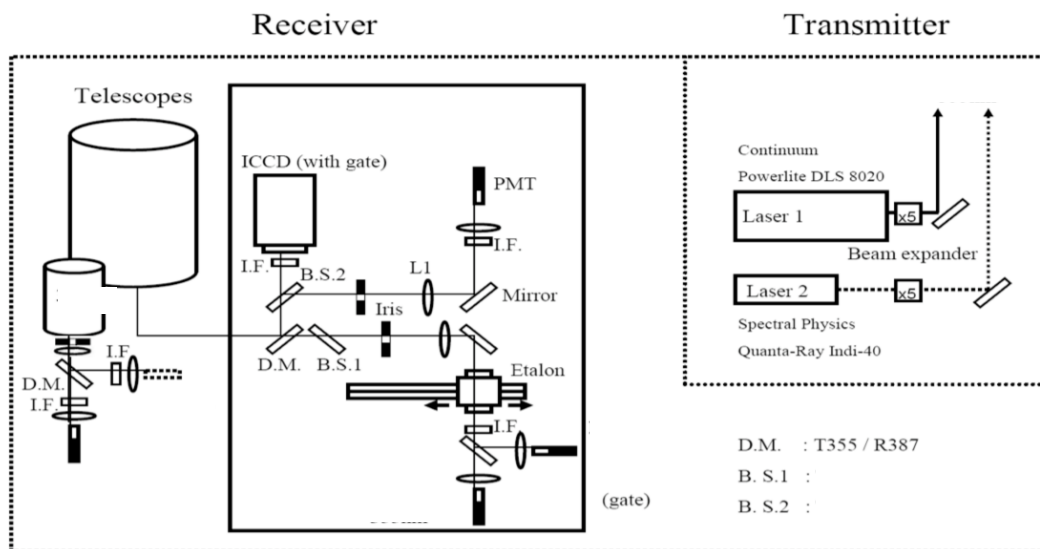 Receiver
Transmitter
Telescopes
ICCD (with gate)
PMT
I.F.
I.F.
B.S.2
L1
Mirror
Iris
D.M.
B.S.1
Etalon
I.F.
I.F
D.M.
I.F.
(gate)
Continuum
Powerlite DLS 8020
Laser 1
x5
Beam expander
Laser 2
x5
Spectral Physics
Quanta-Ray Indi-40
D.M. : T355 / R387
B. S.1 :
B. S.2 :